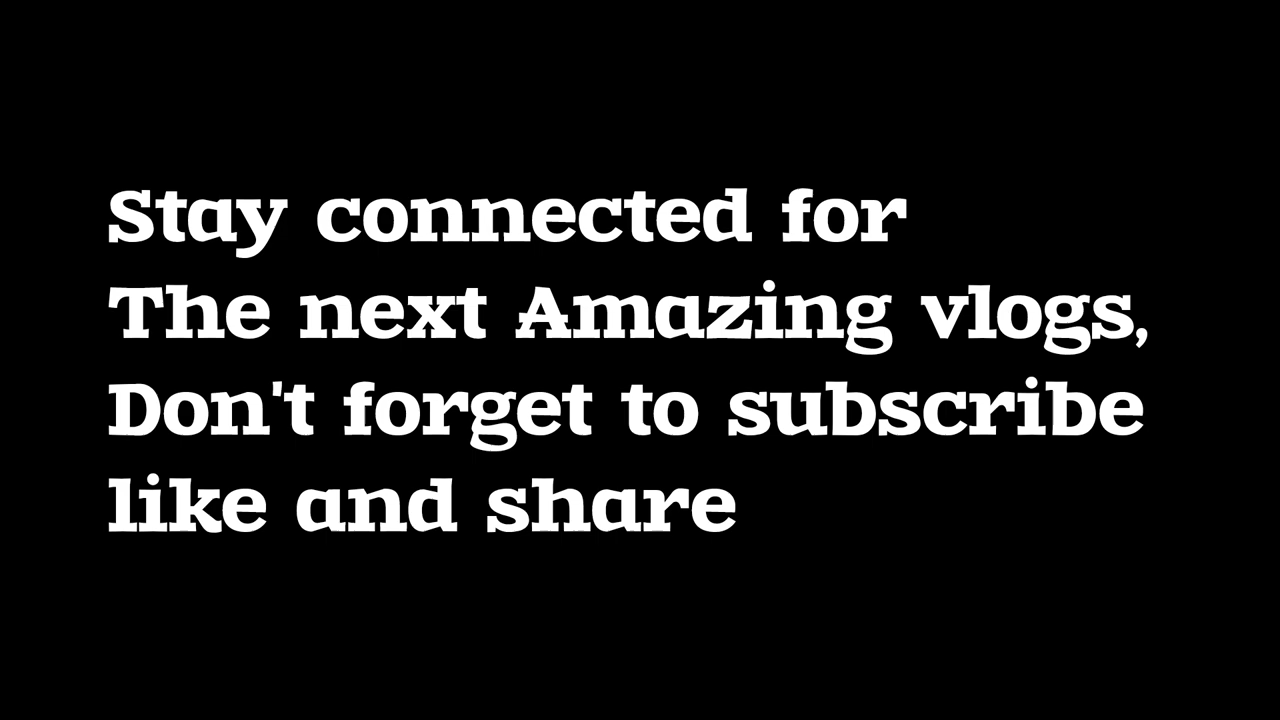 Stay connected for
The next Amazing vlogs,
Don't forget to subscribe
like and share